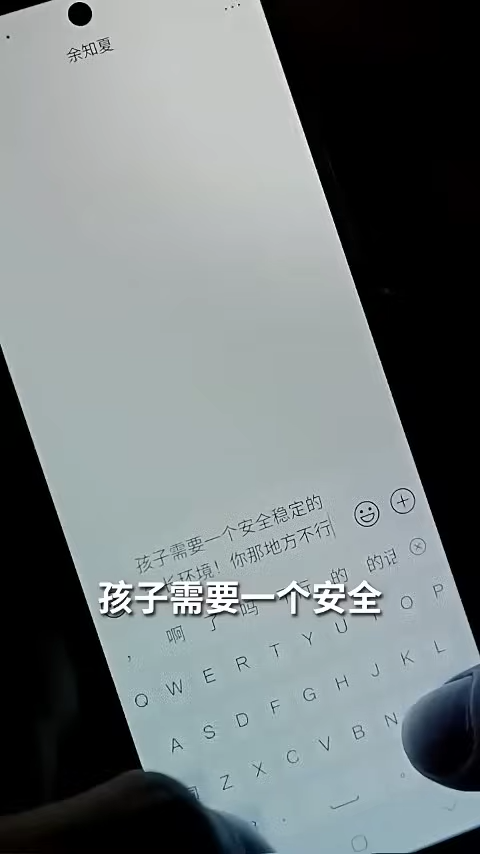 余知夏
孩子需要一个安全稳定的
环境！你那地方不行
孩子需要一个安全
啊 了 吗 的 的记
Q W E R T Y U I O P
A S D F G H J K L
Z X C V B N